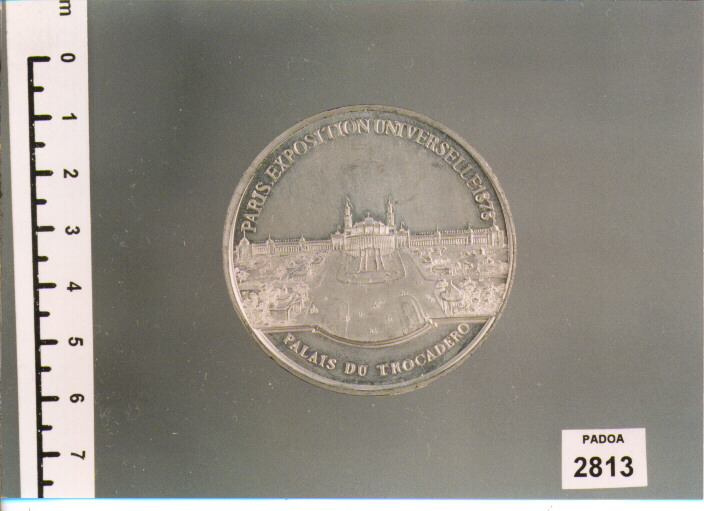 m
0
1
2
3
4
5
6
7
PARIS. EXPOSITION UNIVERSELLE 1878
PALAIS DU TROCADERO
PADOA
2813